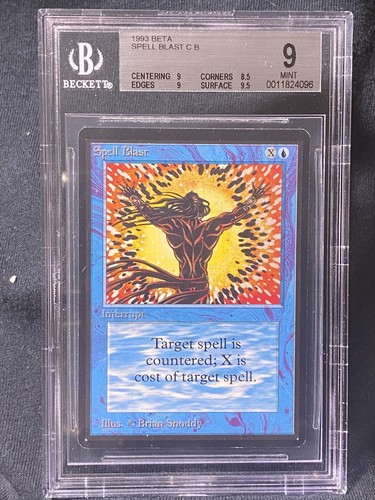 1993 BETA
SPELL BLAST C B
B
BECKETT®
CENTERING 9 CORNERS 8.5
EDGES 9 SURFACE 9.5
9
MINT
0011824096
Spell Blast X
Interrupt
Target spell is
countered; X is
cost of target spell.
Illus. © Brian Snoddy